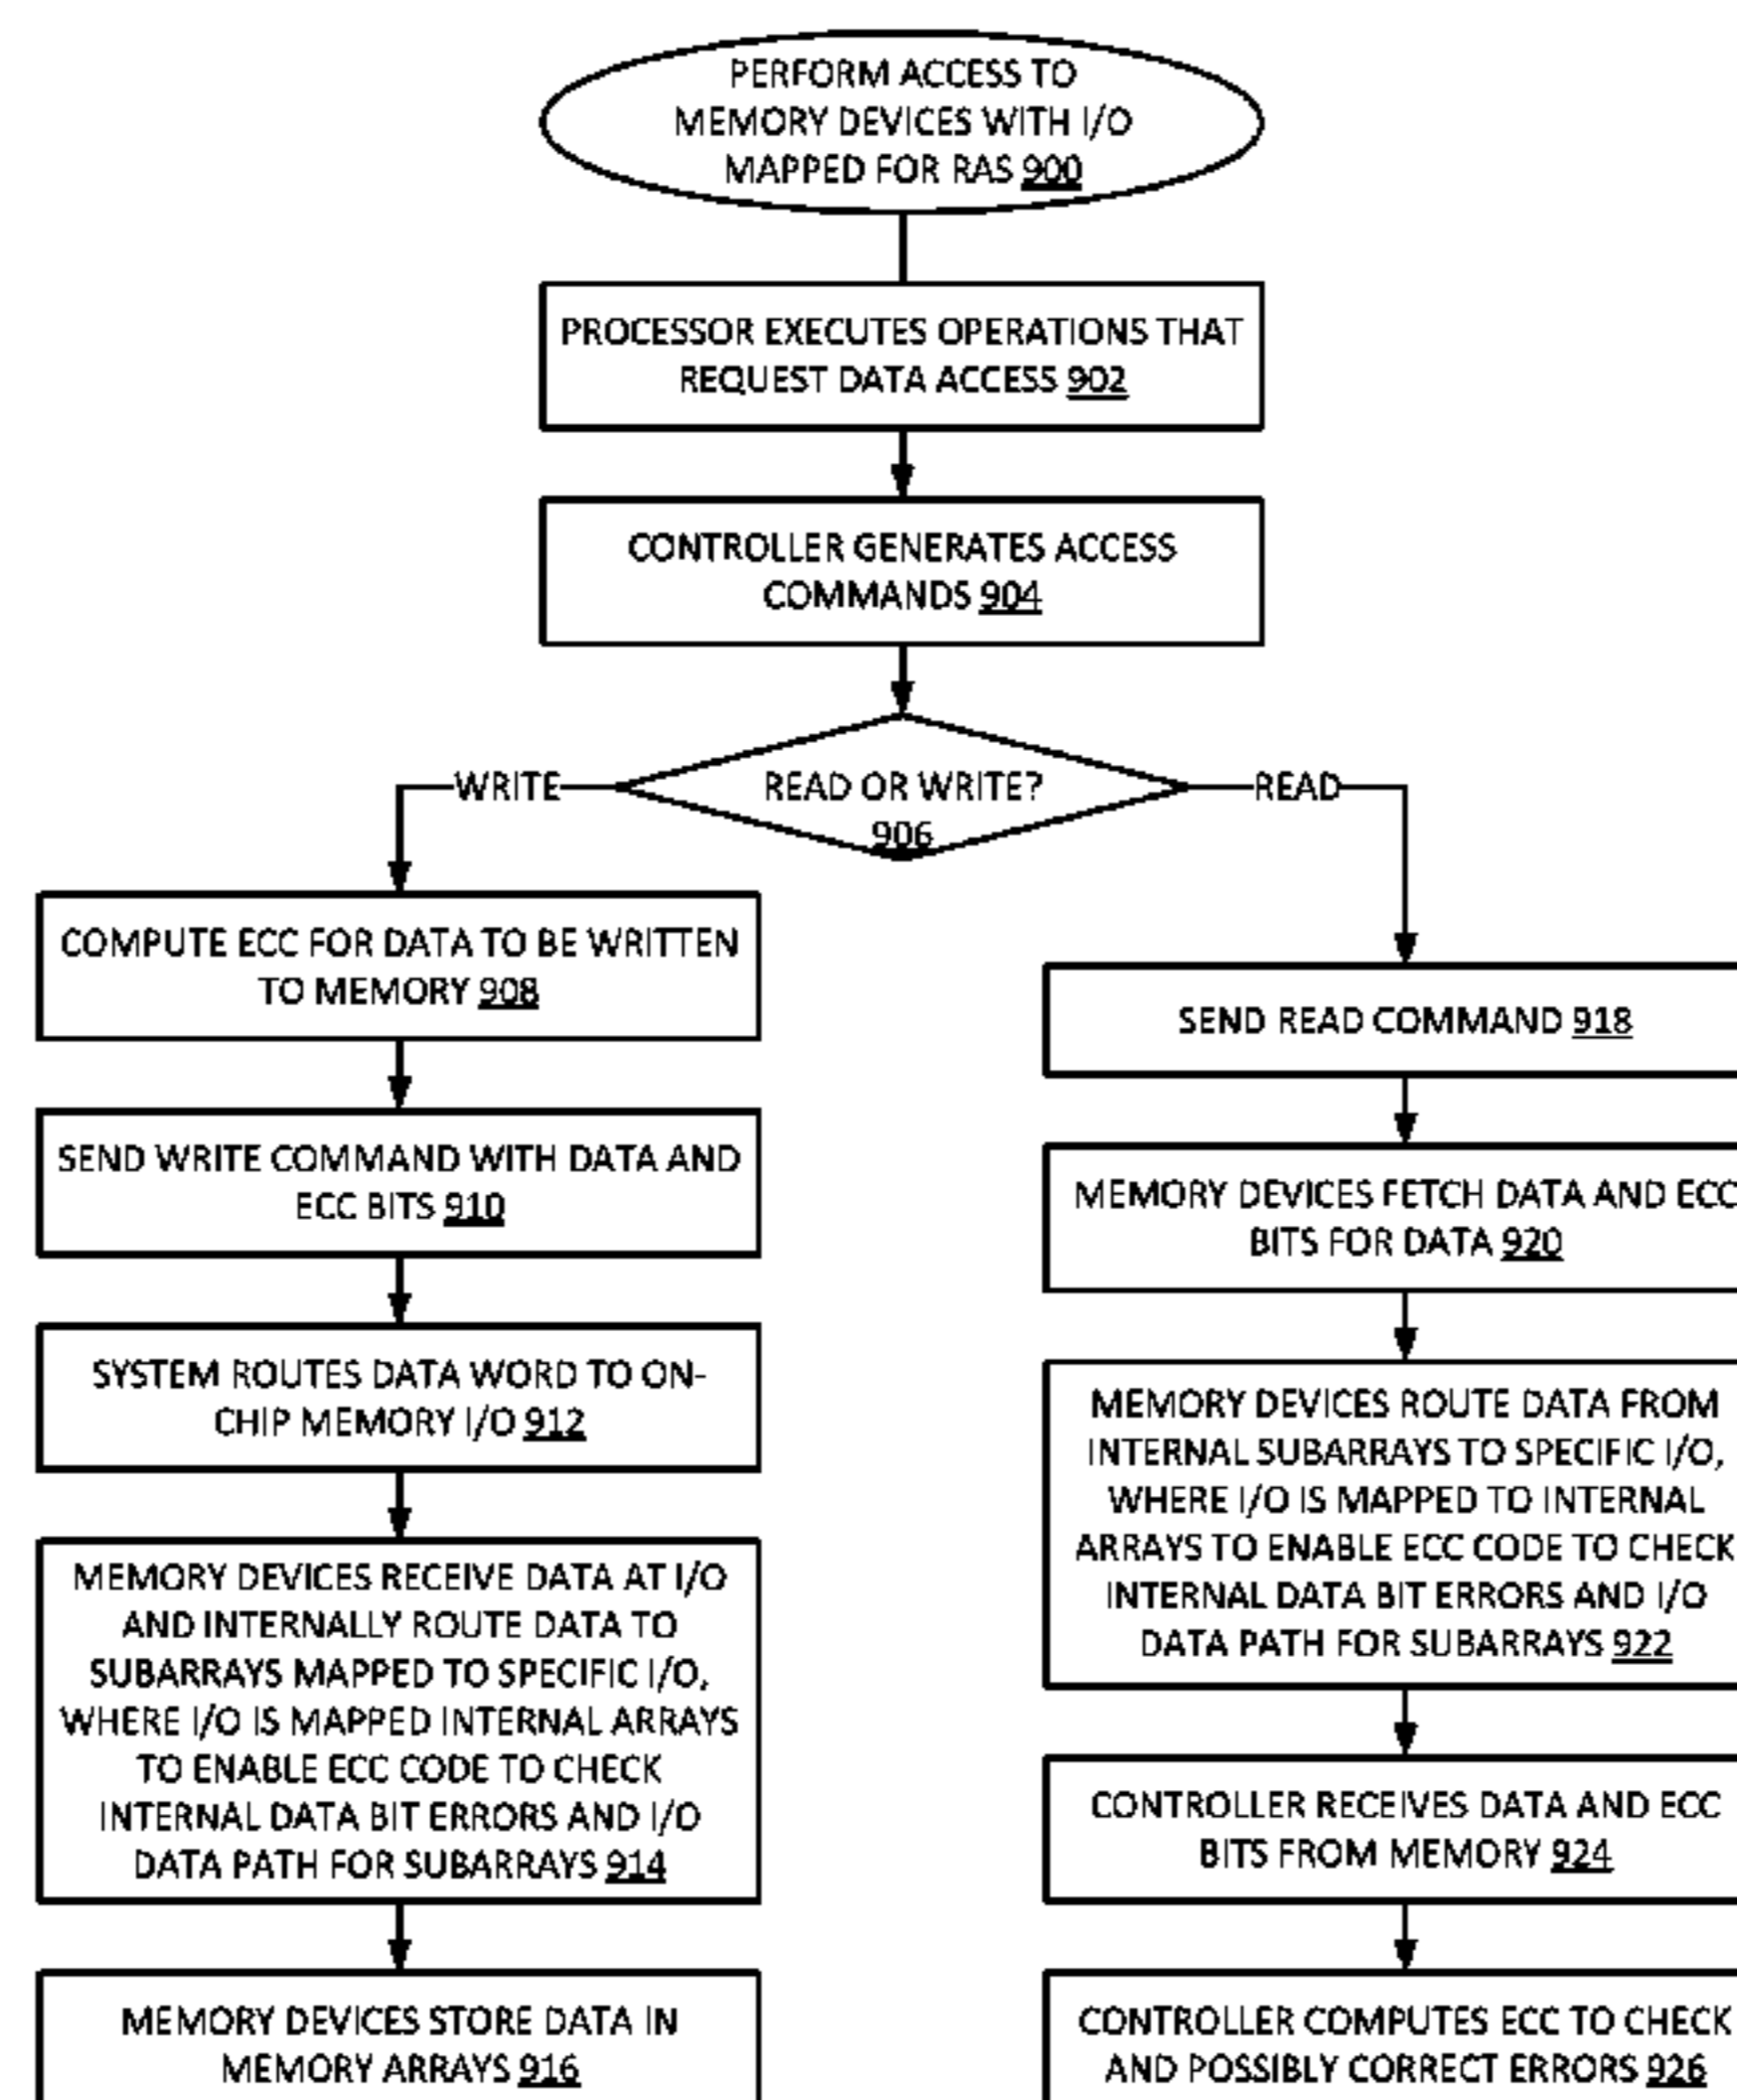 PERFORM ACCESS TO
MEMORY DEVICES WITH I/O
MAPPED FOR RAS 900
PROCESSOR EXECUTES OPERATIONS THAT
REQUEST DATA ACCESS 902
CONTROLLER GENERATES ACCESS
COMMANDS 904
READ OR WRITE?
906
WRITE
READ
COMPUTE ECC FOR DATA TO BE WRITTEN
TO MEMORY 908
SEND WRITE COMMAND WITH DATA AND
ECC BITS 910
SYSTEM ROUTES DATA WORD TO ON-
CHIP MEMORY I/O 912
MEMORY DEVICES RECEIVE DATA AT I/O
AND INTERNALLY ROUTE DATA TO
SUBARRAYS MAPPED TO SPECIFIC I/O,
WHERE I/O IS MAPPED INTERNAL ARRAYS
TO ENABLE ECC CODE TO CHECK
INTERNAL DATA BIT ERRORS AND I/O
DATA PATH FOR SUBARRAYS 914
MEMORY DEVICES STORE DATA IN
MEMORY ARRAYS 916
SEND READ COMMAND 918
MEMORY DEVICES FETCH DATA AND ECC
BITS FOR DATA 920
MEMORY DEVICES ROUTE DATA FROM
INTERNAL SUBARRAYS TO SPECIFIC I/O,
WHERE I/O IS MAPPED TO INTERNAL
ARRAYS TO ENABLE ECC CODE TO CHECK
INTERNAL DATA BIT ERRORS AND I/O
DATA PATH FOR SUBARRAYS 922
CONTROLLER RECEIVES DATA AND ECC
BITS FROM MEMORY 924
CONTROLLER COMPUTES ECC TO CHECK
AND POSSIBLY CORRECT ERRORS 926